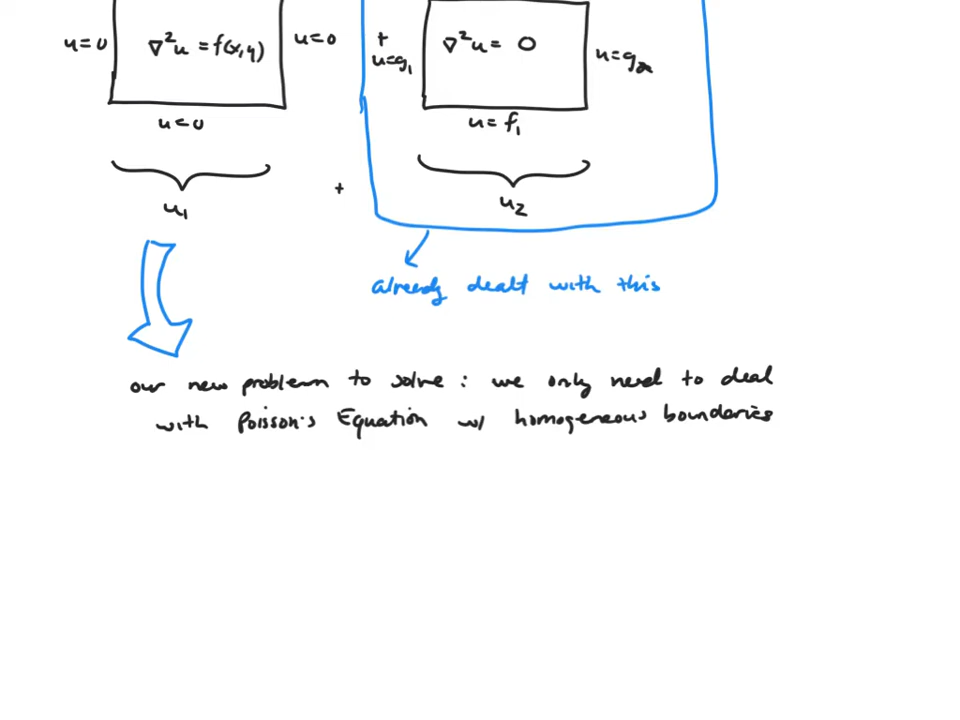 u=0 ∇²u = f(x,y) u=0 + u=g₁ ∇²u = 0 u=g₂
u=0 u= f₁
u₁ + u₂
already dealt with this
our new problem to solve : we only need to deal
with Poisson's Equation w/ homogeneous boundaries